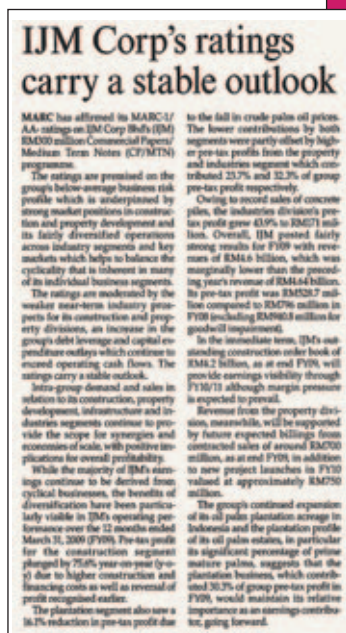 IJM Corp's ratings
carry a stable outlook
MARC has affirmed its MARC-1/
AA- ratings on IJM Corp Bhd's (IJM)
RM300 million Commercial Papers/
Medium Term Notes (CP/MTN)
programme.
The ratings are premised on the
group's below-average business risk
profile which is underpinned by
strong market positions in construc-
tion and property development and
its fairly diversified operations
across industry segments and key
markets which helps to balance the
cyclicality that is inherent in many
of its individual business segments.
The ratings are moderated by the
weaker near-term industry pros-
pects for its construction and prop-
erty divisions, an increase in the
group's debt leverage and capital ex-
penditure outlays which continue to
exceed operating cash flows. The
ratings carry a stable outlook.
Intra-group demand and sales in
relation to its construction, property
development, infrastructure and in-
dustries segments continue to pro-
vide the scope for synergies and
economies of scale, with positive im-
plications for overall profitability.
While the majority of IJM's earn-
ings continue to be derived from
cyclical businesses, the benefits of
diversification have been particu-
larly visible in IJM's operating per-
formance over the 12 months ended
March 31, 2009 (FY09). Pre-tax profit
for the construction segment
plunged by 75.6% year-on-year (y-o-
y) due to higher construction and
financing costs as well as reversal of
profit recognised earlier.
The plantation segment also saw a
16.1% reduction in pre-tax profit due
to the fall in crude palm oil prices.
The lower contributions by both
segments were partly offset by high-
er pre-tax profits from the property
and industries segment which con-
tributed 23.7% and 32.3% of group
pre-tax profit respectively.
Owing to record sales of concrete
piles, the industries division's pre-
tax profit grew 43.9% to RM171 mil-
lion. Overall, IJM posted fairly
strong results for FY09 with reve-
nues of RM4.6 billion, which was
marginally lower than the preced-
ing year's revenue of RM4.64 billion.
Its pre-tax profit was RM528.7 mil-
lion compared to RM796 million in
FY08 (excluding RM940.8 million for
goodwill impairment).
In the immediate term, IJM's out-
standing construction order book of
RM4.2 billion, as at end FY09, will
provide earnings visibility through
FY10/11 although margin pressure
is expected to prevail.
Revenue from the property divi-
sion, meanwhile, will be supported
by future expected billings from
contracted sales of around RM700
million, as at end FY09, in addition
to new project launches in FY10
valued at approximately RM750
million.
The group's continued expansion
of its oil palm plantation acreage in
Indonesia and the plantation profile
of its oil palm estates, in particular
its significant percentage of prime
mature palms, suggests that the
plantation business, which contrib-
uted 30.3% of group pre-tax profit in
FY09, would maintain its relative
importance as an earnings contribu-
tor, going forward.